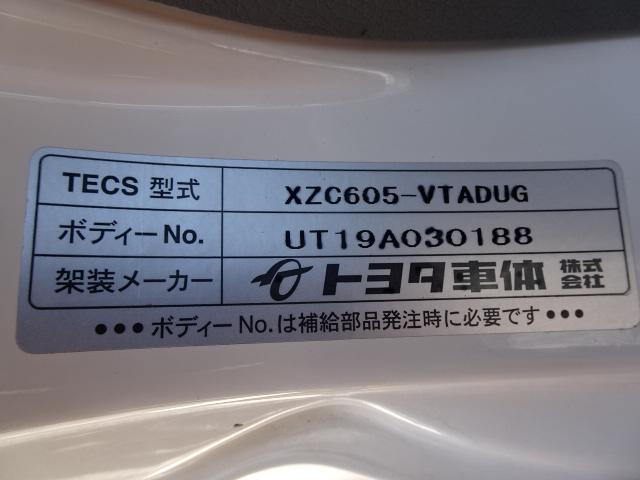 TECS 型式 XZC605-VTADUG
ボディーNo. UT19A030188
架装メーカー トヨタ車体 株式会社
●●●ボディーNo.は補給部品発注時に必要です●●●